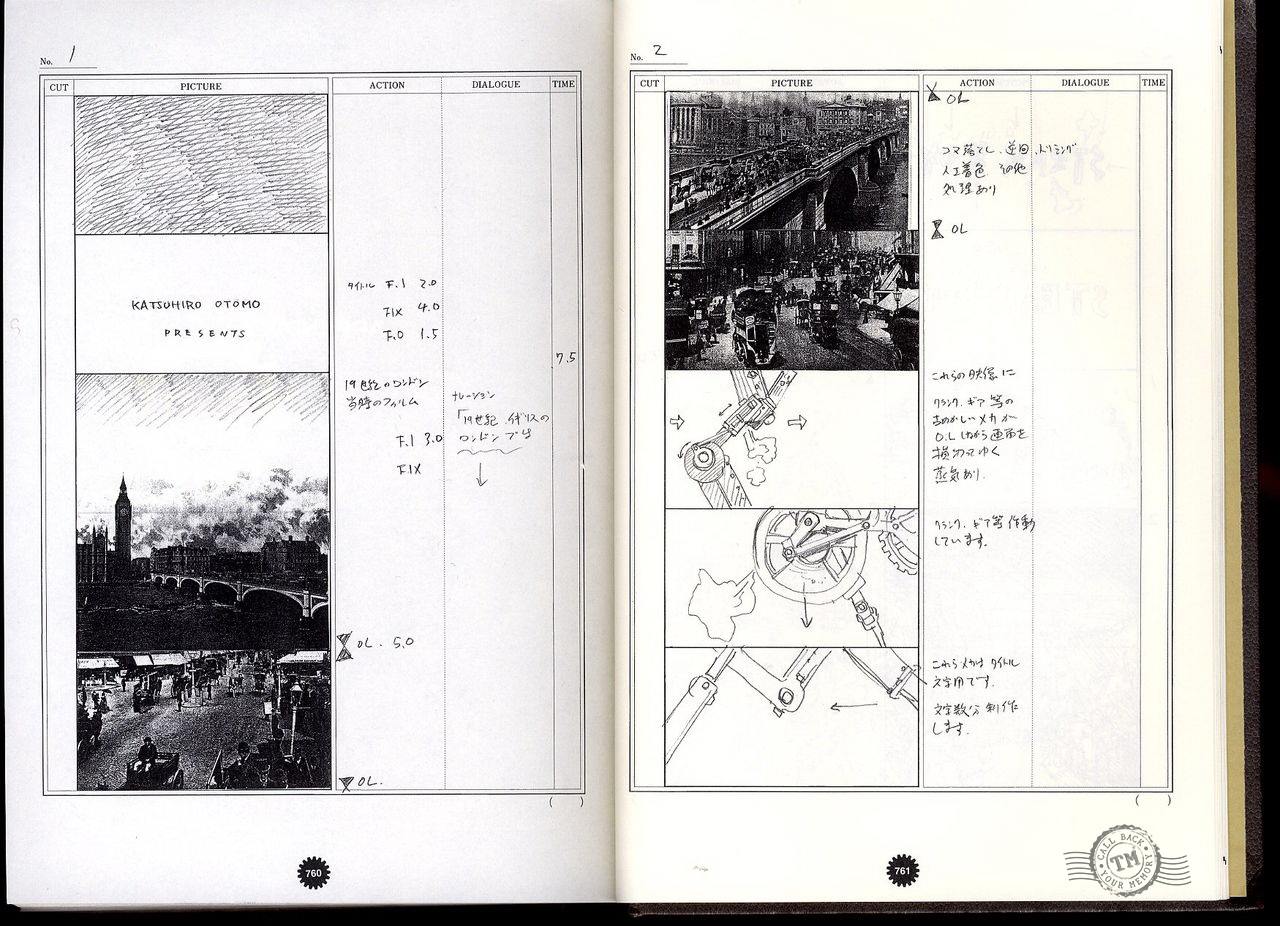 No. 1
CUT PICTURE ACTION DIALOGUE TIME
KATSUHIRO OTOMO
PRESENTS
タイトル F.I 2.0
FIX 4.0
F.O 1.5
7.5
19世紀のロンドン
当時のフィルム
F.I 3.0
FIX
ナレーション
「19世紀 イギリスの
ロンドンでは
OL. 5.0
OL.
( )
760
No. 2
CUT PICTURE ACTION DIALOGUE TIME
OL
コマ落とし、逆回、トリミング
人工着色 その他
処理あり
OL
これらの映像に
クランク、ギア等の
O.Lしながら画面を
横切ってゆく
蒸気あり.
クランク、ギア等作動
しています.
これらメカは タイトル
文字用です.
文字数分 制作
します.
( )
761
CALL BACK
TM
YOUR MEMORY